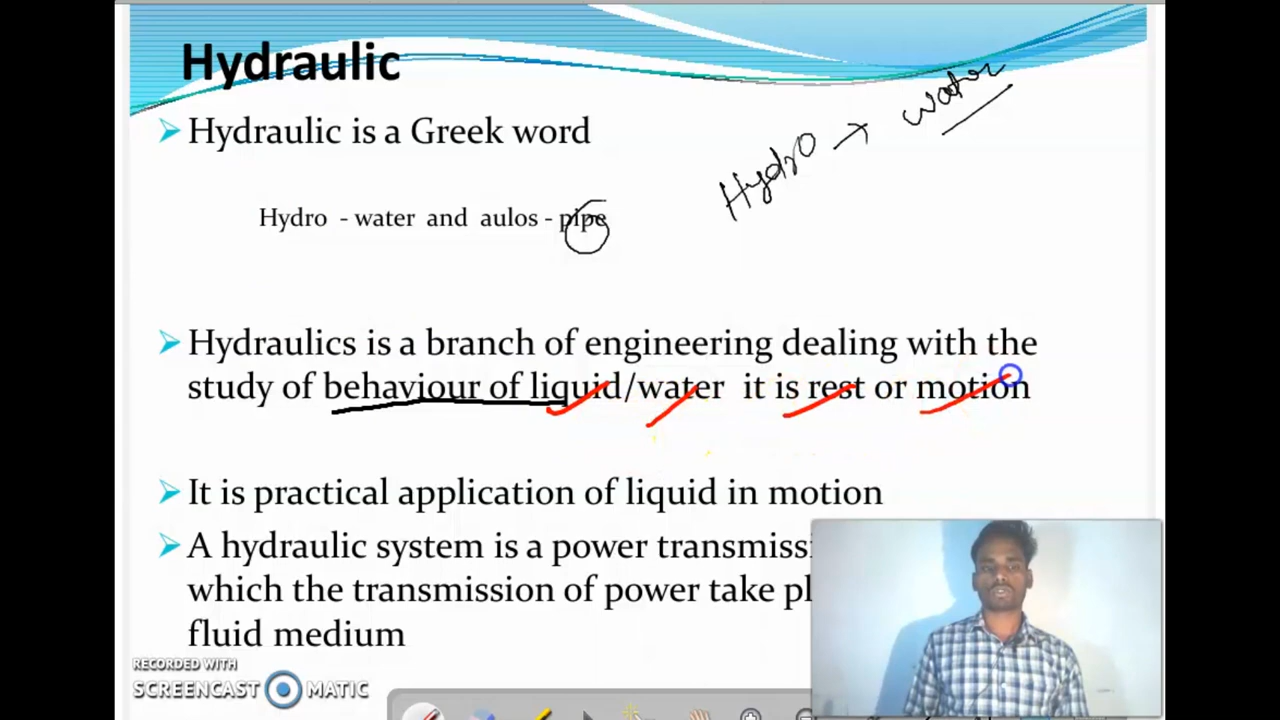 Hydraulic
Hydraulic is a Greek word
Hydro → water
Hydro - water and aulos - pipe
Hydraulics is a branch of engineering dealing with the
study of behaviour of liquid/water it is rest or motion
It is practical application of liquid in motion
A hydraulic system is a power
which the transmission of power take
fluid medium
RECORDED WITH
SCREENCAST MATIC